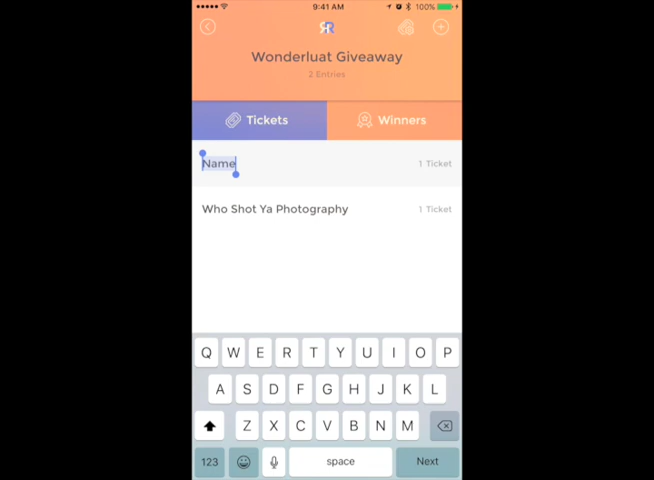 9:41 AM
100%
RR
Wonderluat Giveaway
2 Entries
Tickets
Winners
Name
1 Ticket
Who Shot Ya Photography
1 Ticket
Q W E R T Y U I O P
A S D F G H J K L
Z X C V B N M
123
space
Next